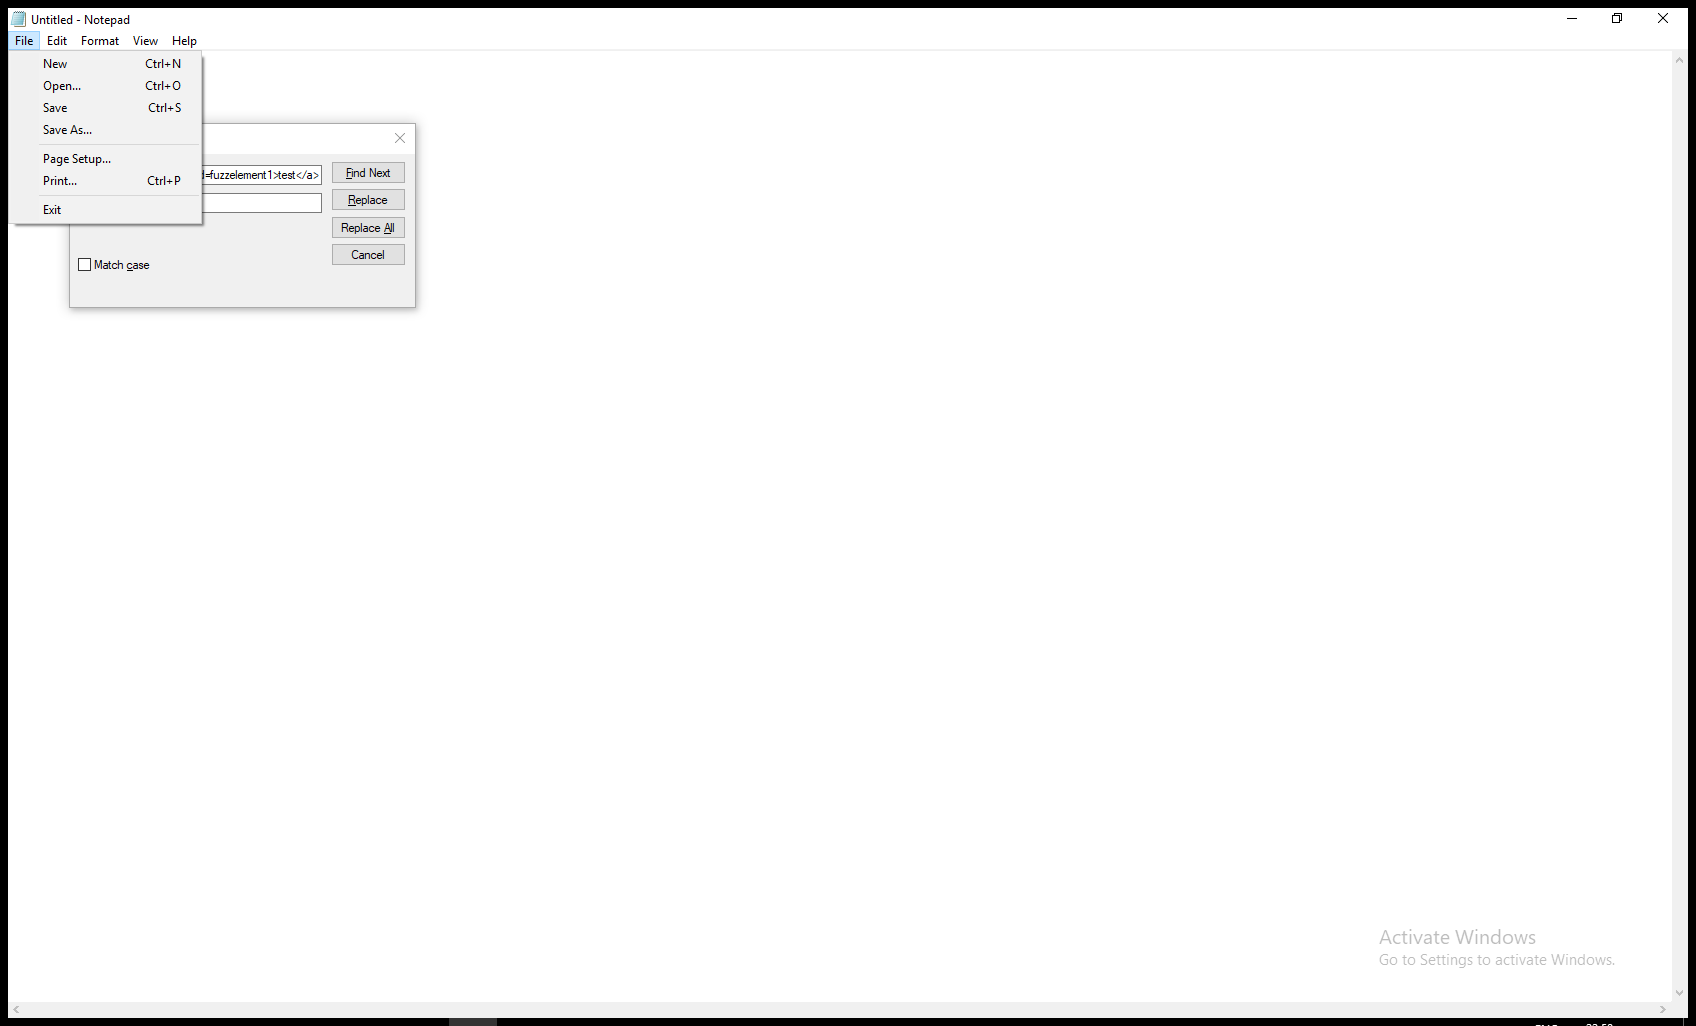 Untitled - Notepad
File Edit Format View Help
New Ctrl+N
Open... Ctrl+O
Save Ctrl+S
Save As...
Page Setup...
Print... Ctrl+P
Exit
=fuzzelement1>test</a>
Find Next
Replace
Replace All
Cancel
Match case
Activate Windows
Go to Settings to activate Windows.